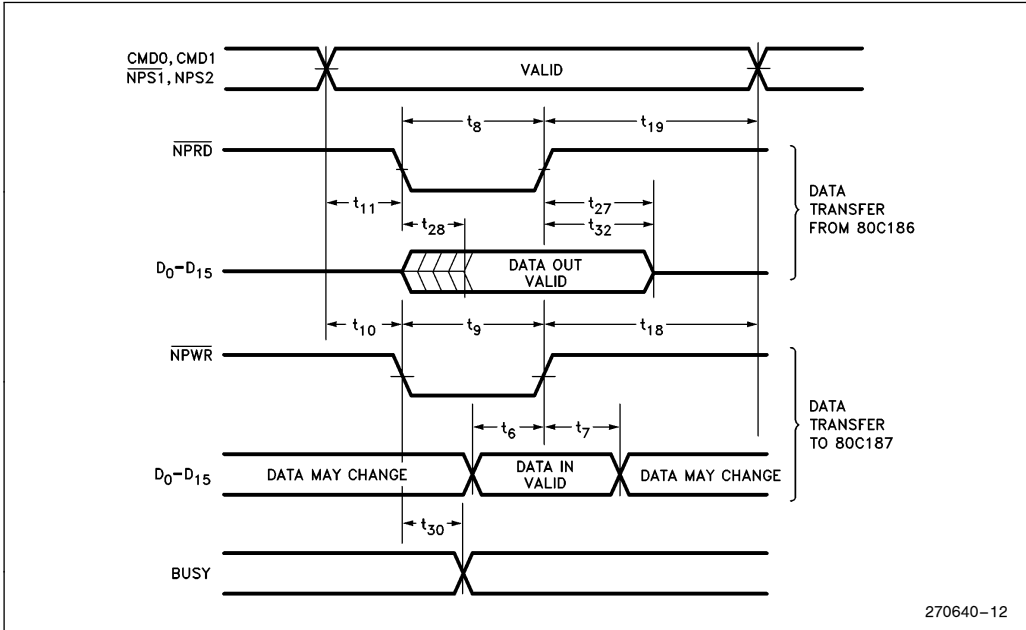 CMD0, CMD1
NPS1, NPS2
VALID
t8
t19
NPRD
t11
t28
t27
t32
DATA
TRANSFER
FROM 80C186
D0–D15
DATA OUT
VALID
t10
t9
t18
NPWR
t6
t7
DATA
TRANSFER
TO 80C187
D0–D15
DATA MAY CHANGE
DATA IN
VALID
DATA MAY CHANGE
t30
BUSY
270640–12